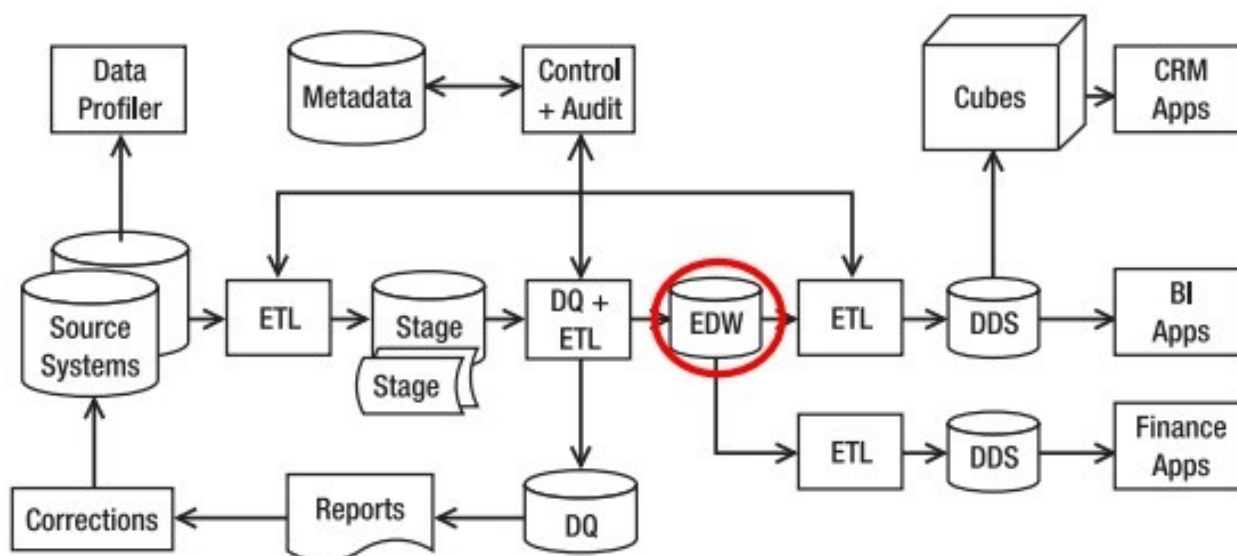 Data
Profiler
Metadata
Control
+ Audit
Cubes
CRM
Apps
Source
Systems
ETL
Stage
Stage
DQ +
ETL
EDW
ETL
DDS
BI
Apps
ETL
DDS
Finance
Apps
Corrections
Reports
DQ